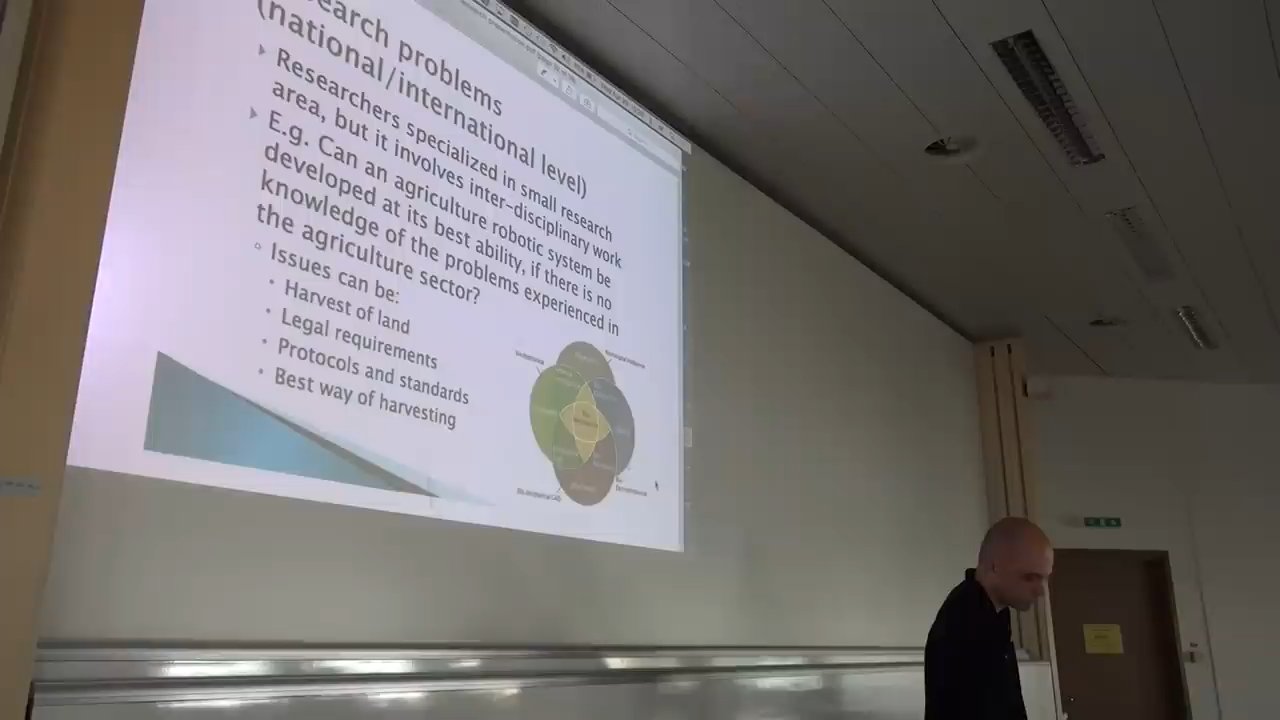 earch problems
(national/international level)
Researchers specialized in small research
area, but it involves inter-disciplinary work
E.g. Can an agriculture robotic system be
developed at its best ability, if there is no
knowledge of the problems experienced in
the agriculture sector?
Issues can be:
Harvest of land
Legal requirements
Protocols and standards
Best way of harvesting